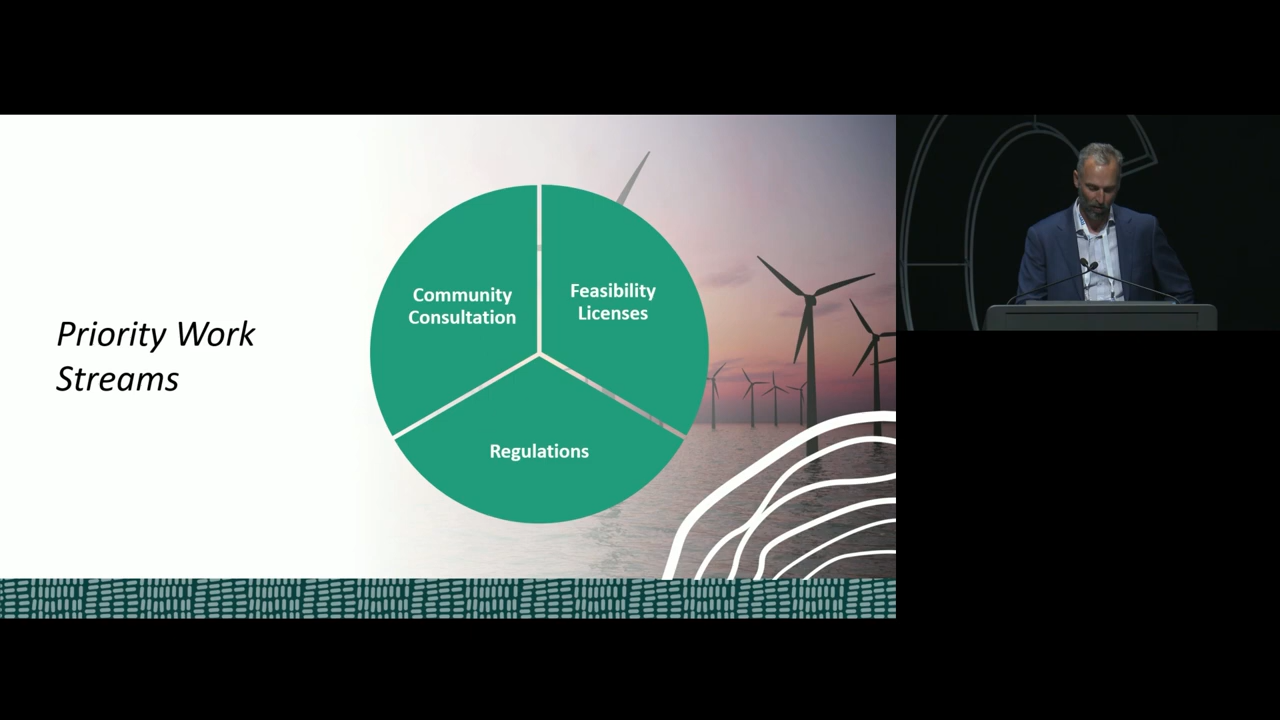 Priority Work
Streams
Community
Consultation
Feasibility
Licenses
Regulations